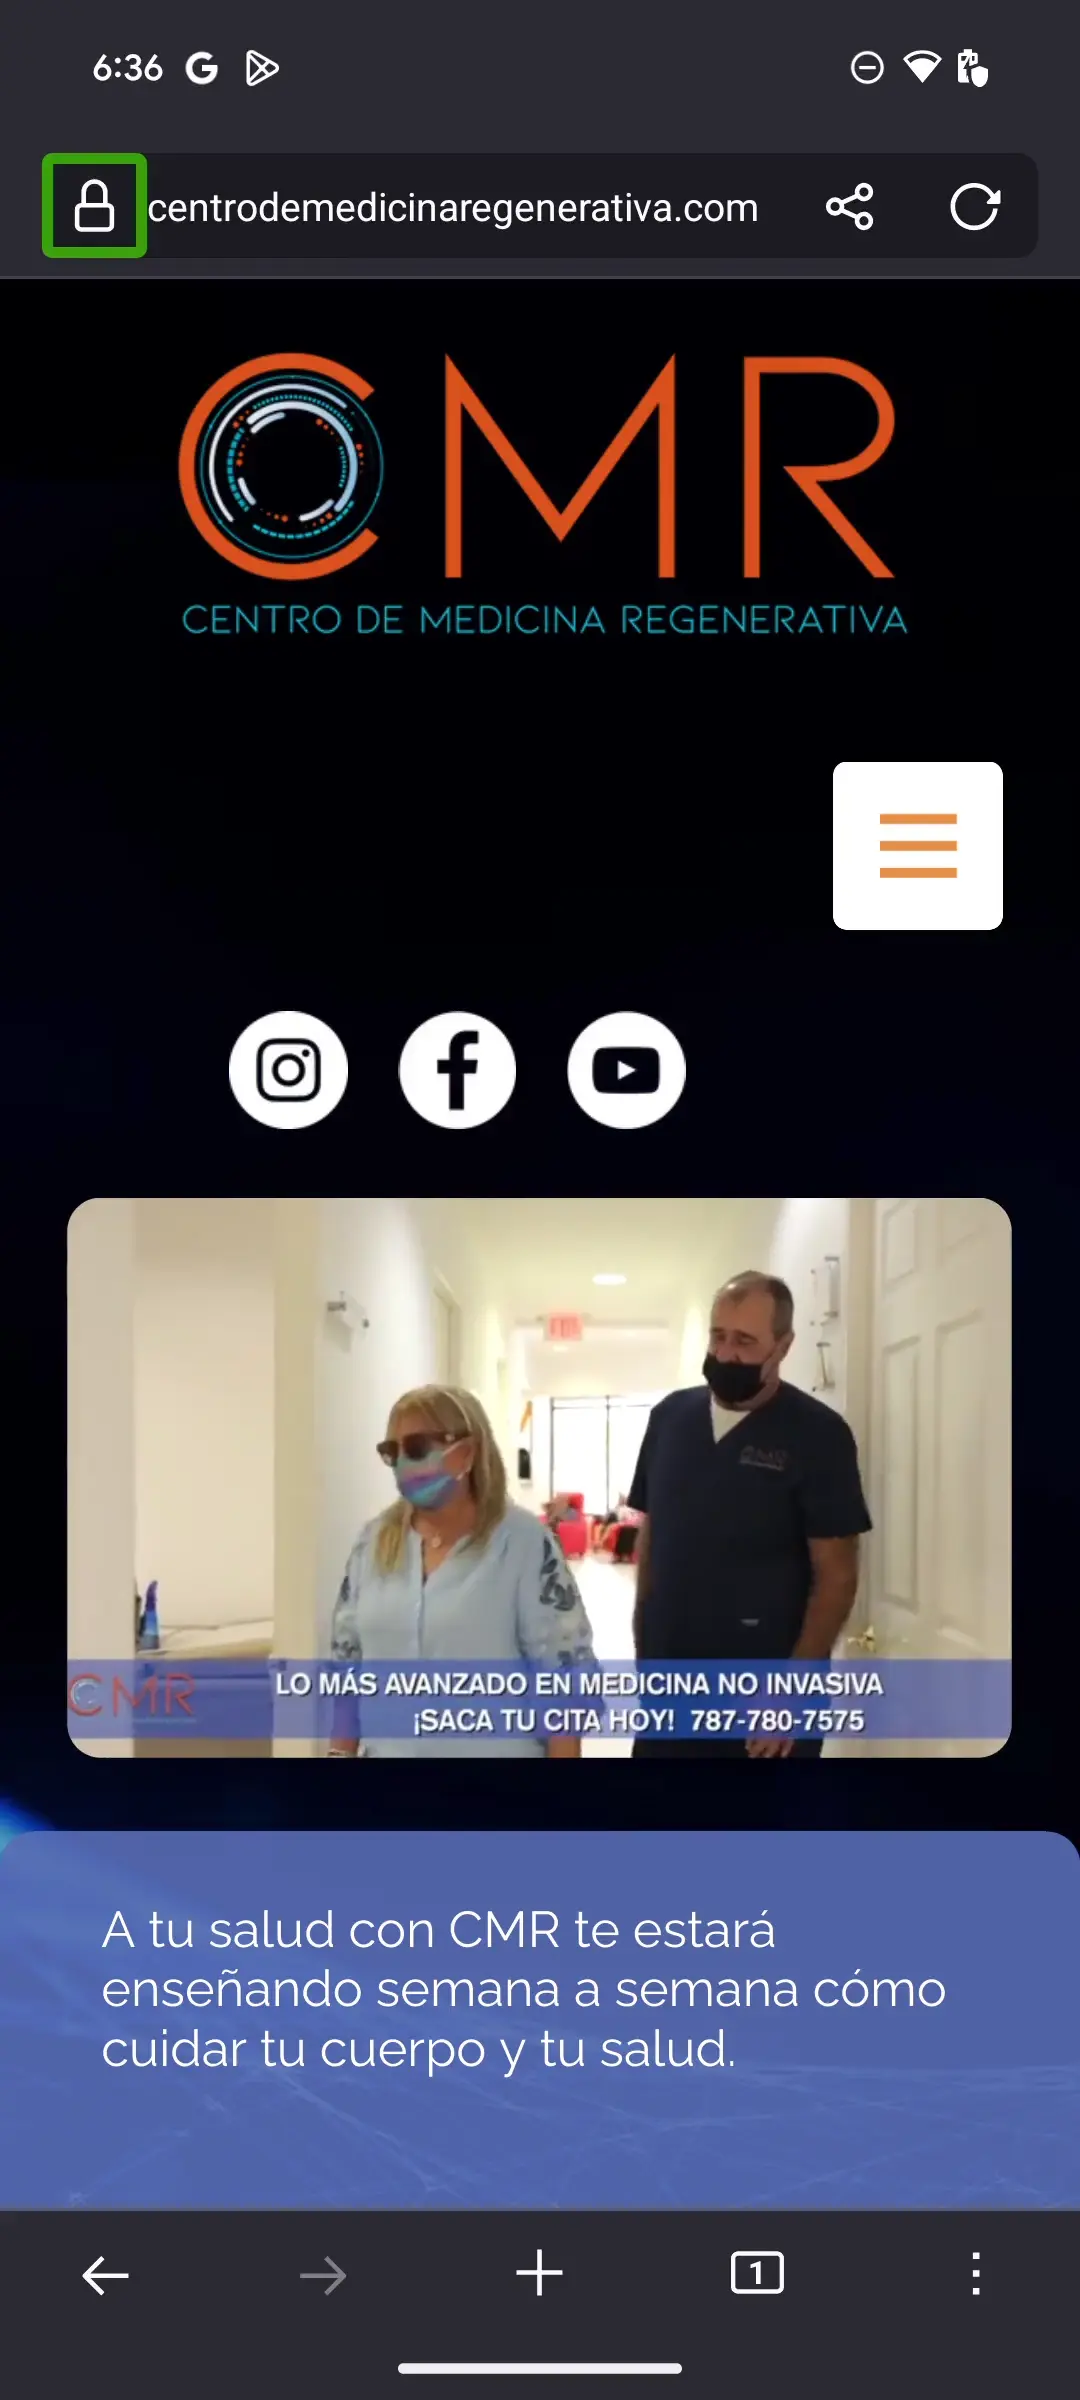 6:36
centrodemedicinaregenerativa.com
CMR
CENTRO DE MEDICINA REGENERATIVA
EXIT
CMR
CMR
LO MÁS AVANZADO EN MEDICINA NO INVASIVA
¡SACA TU CITA HOY! 787-780-7575
A tu salud con CMR te estará
enseñando semana a semana cómo
cuidar tu cuerpo y tu salud.
1